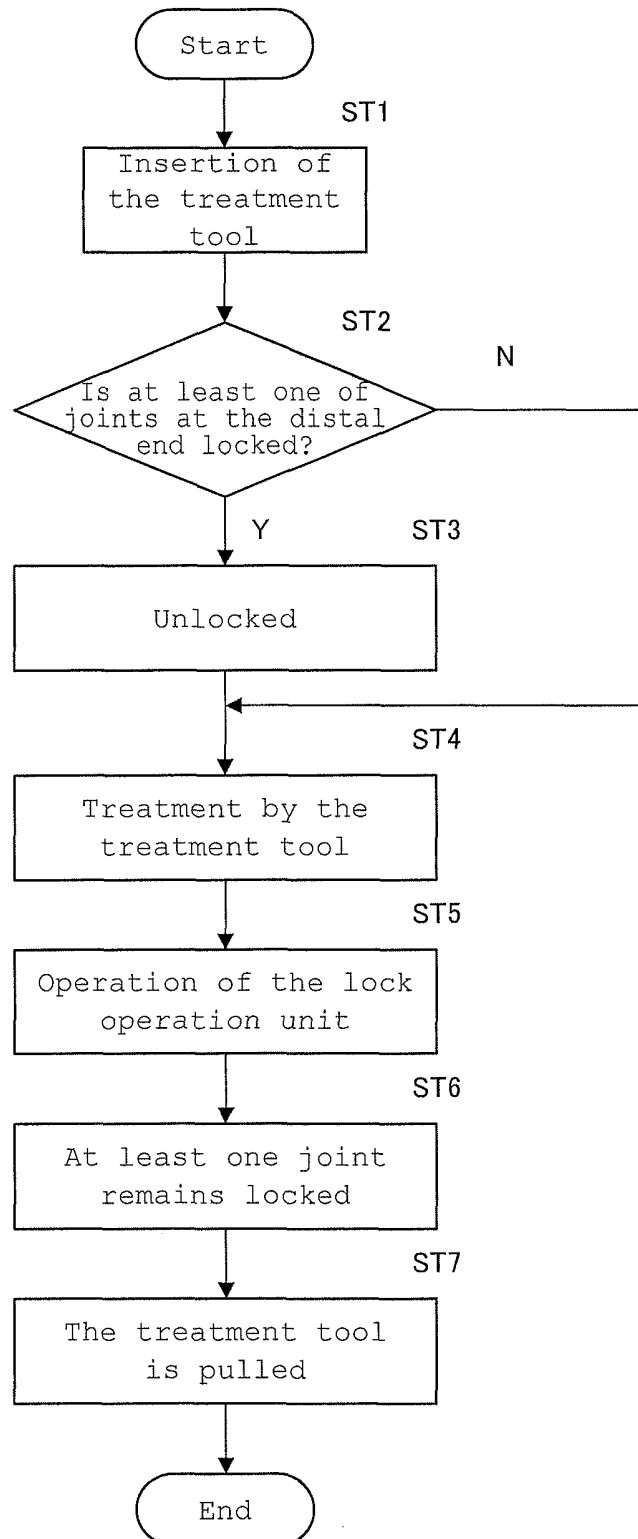 Start
ST1
Insertion of
the treatment
tool
ST2
N
Is at least one of
joints at the distal
end locked?
Y
ST3
Unlocked
ST4
Treatment by the
treatment tool
ST5
Operation of the lock
operation unit
ST6
At least one joint
remains locked
ST7
The treatment tool
is pulled
End